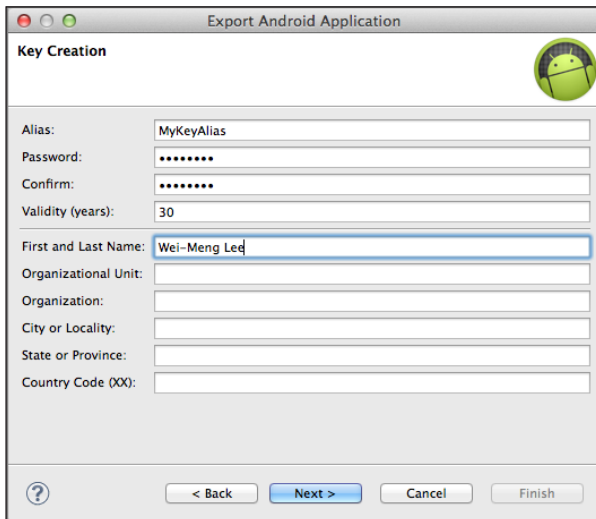 Export Android Application
Key Creation
Alias: MyKeyAlias
Password: ••••••••
Confirm: ••••••••
Validity (years): 30
First and Last Name: Wei-Meng Lee
Organizational Unit:
Organization:
City or Locality:
State or Province:
Country Code (XX):
? < Back Next > Cancel Finish